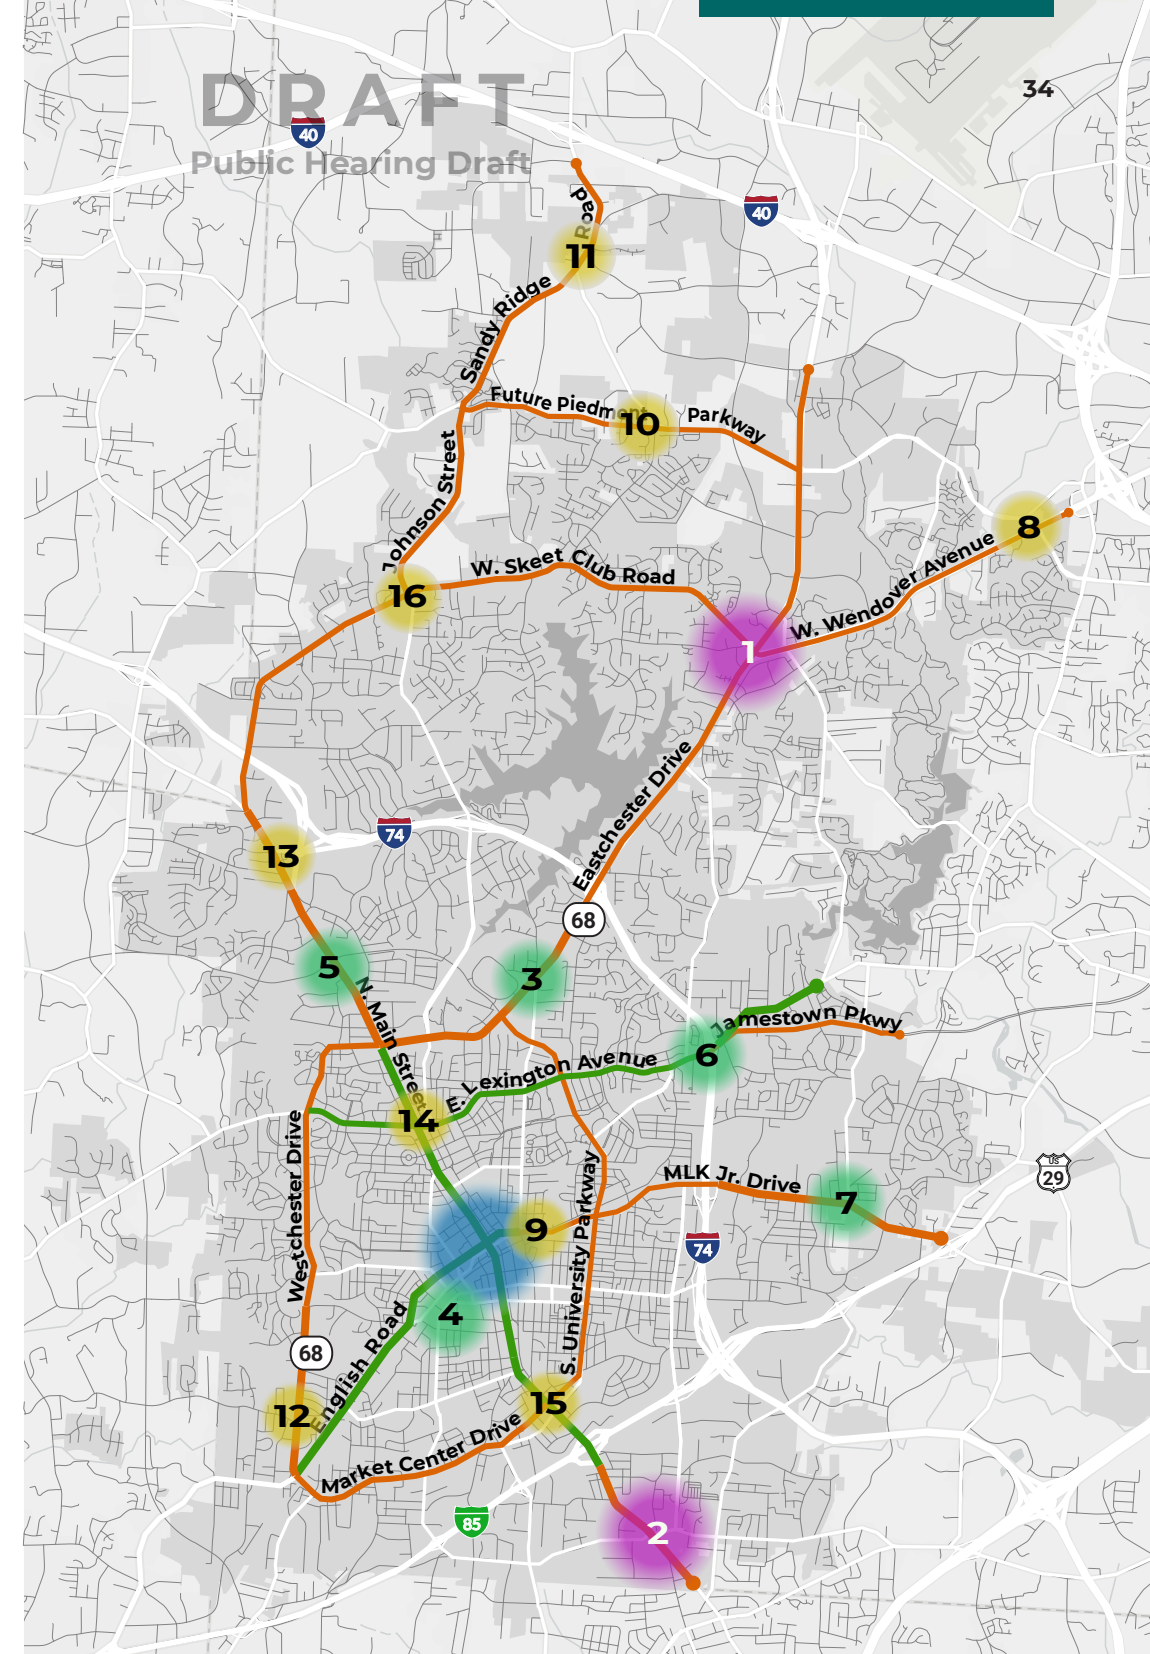 34
DRAFT
40
Public Hearing Draft
40
Road
11
Sandy Ridge
Future Piedmont Parkway
10
8
Johnson Street
W. Skeet Club Road
W. Wendover Avenue
16
1
Eastchester Drive
74
13
68
5
3
N. Main Street
Jamestown Pkwy
6
E. Lexington Avenue
14
Westchester Drive
MLK Jr. Drive
US
29
7
S. University Parkway
9
74
4
English Road
68
12
15
Market Center Drive
85
2